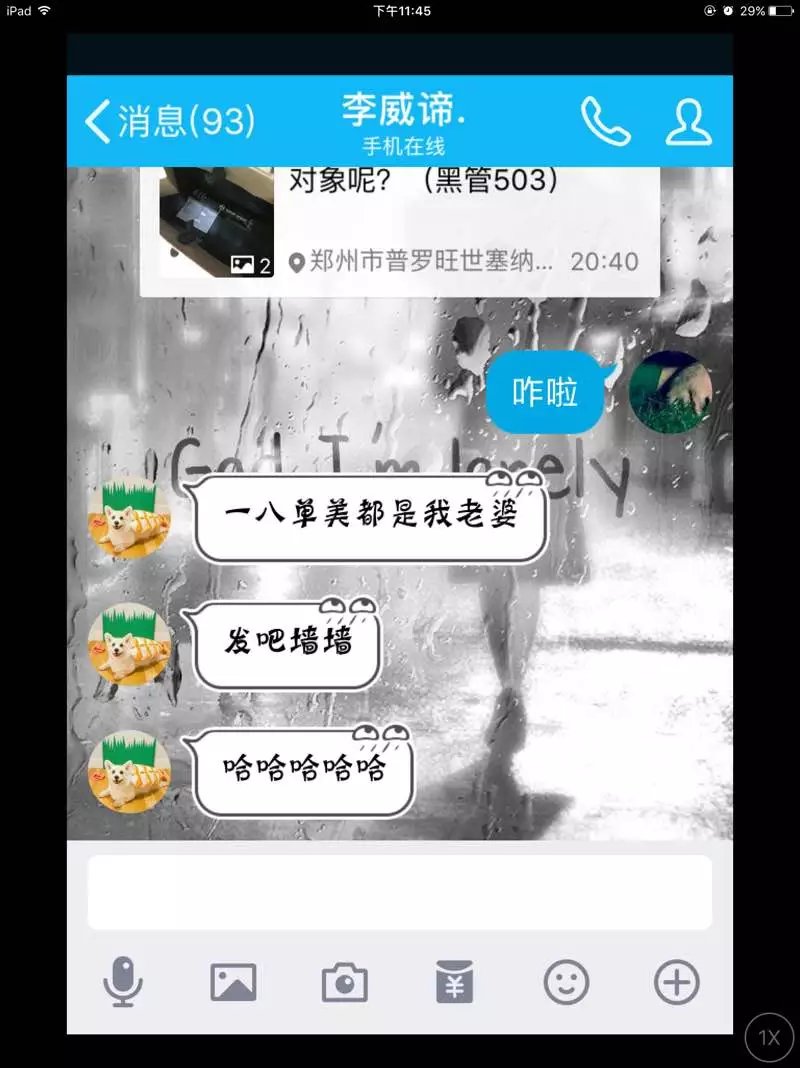 iPad
下午11:45
29%
消息(93)
李威谛.
手机在线
对象呢？（黑管503）
2
郑州市普罗旺世塞纳... 20:40
咋啦
God I'm lonely
一八单美都是我老婆
发吧墙墙
哈哈哈哈哈
¥
1X